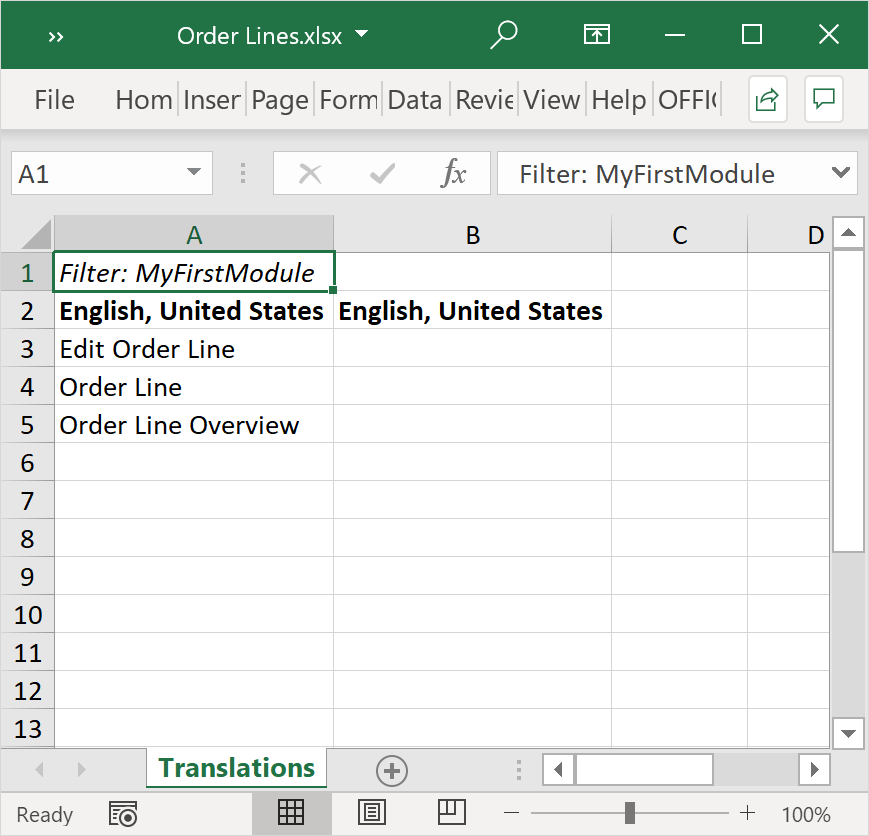 Order Lines.xlsx
File Hom Inser Page Form Data Revie View Help OFFI
A1 fx Filter: MyFirstModule
A B C D
1 Filter: MyFirstModule
2 English, United States English, United States
3 Edit Order Line
4 Order Line
5 Order Line Overview
6
7
8
9
10
11
12
13
Translations
Ready 100%